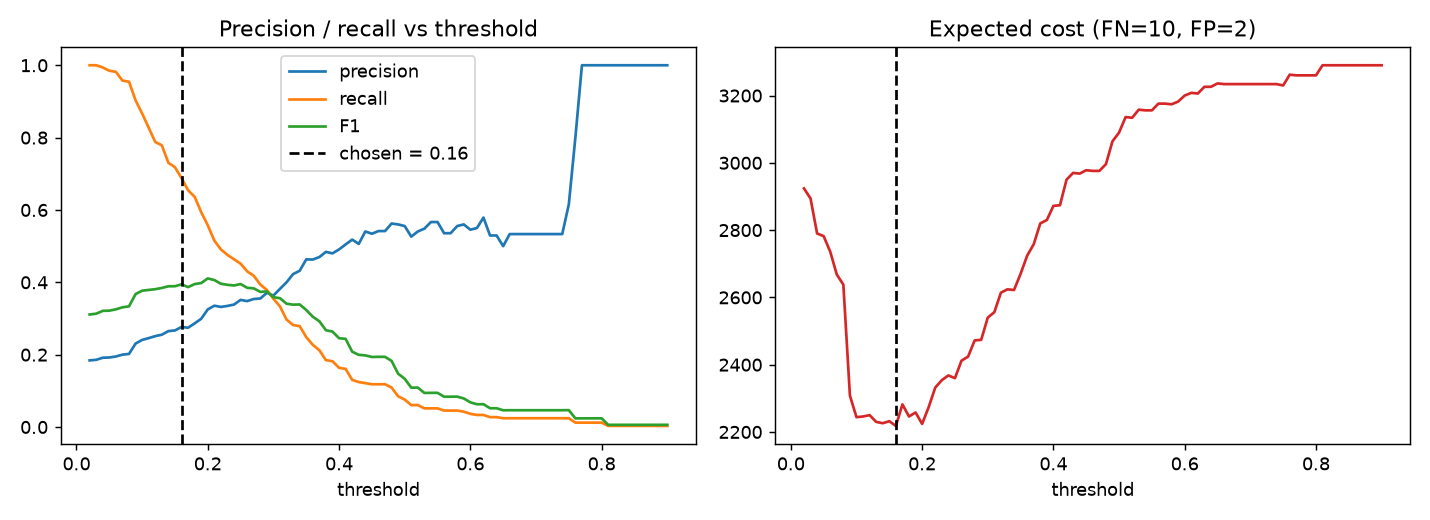 Precision / recall vs threshold
1.0
0.8
0.6
0.4
0.2
0.0
precision
recall
F1
chosen = 0.16
0.0 0.2 0.4 0.6 0.8
threshold
Expected cost (FN=10, FP=2)
3200
3000
2800
2600
2400
2200
0.0 0.2 0.4 0.6 0.8
threshold